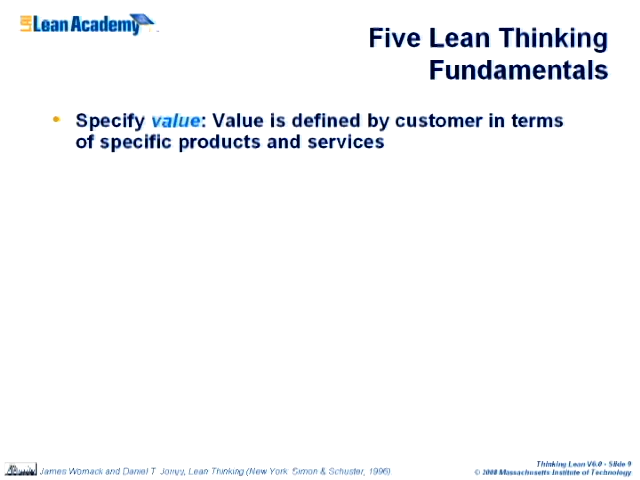 LAI Lean Academy
Five Lean Thinking
Fundamentals
• Specify value: Value is defined by customer in terms
of specific products and services
James Womack and Daniel T. Jones, Lean Thinking (New York: Simon & Schuster, 1996)
Thinking Lean V6.0 - Slide 9
© 2008 Massachusetts Institute of Technology